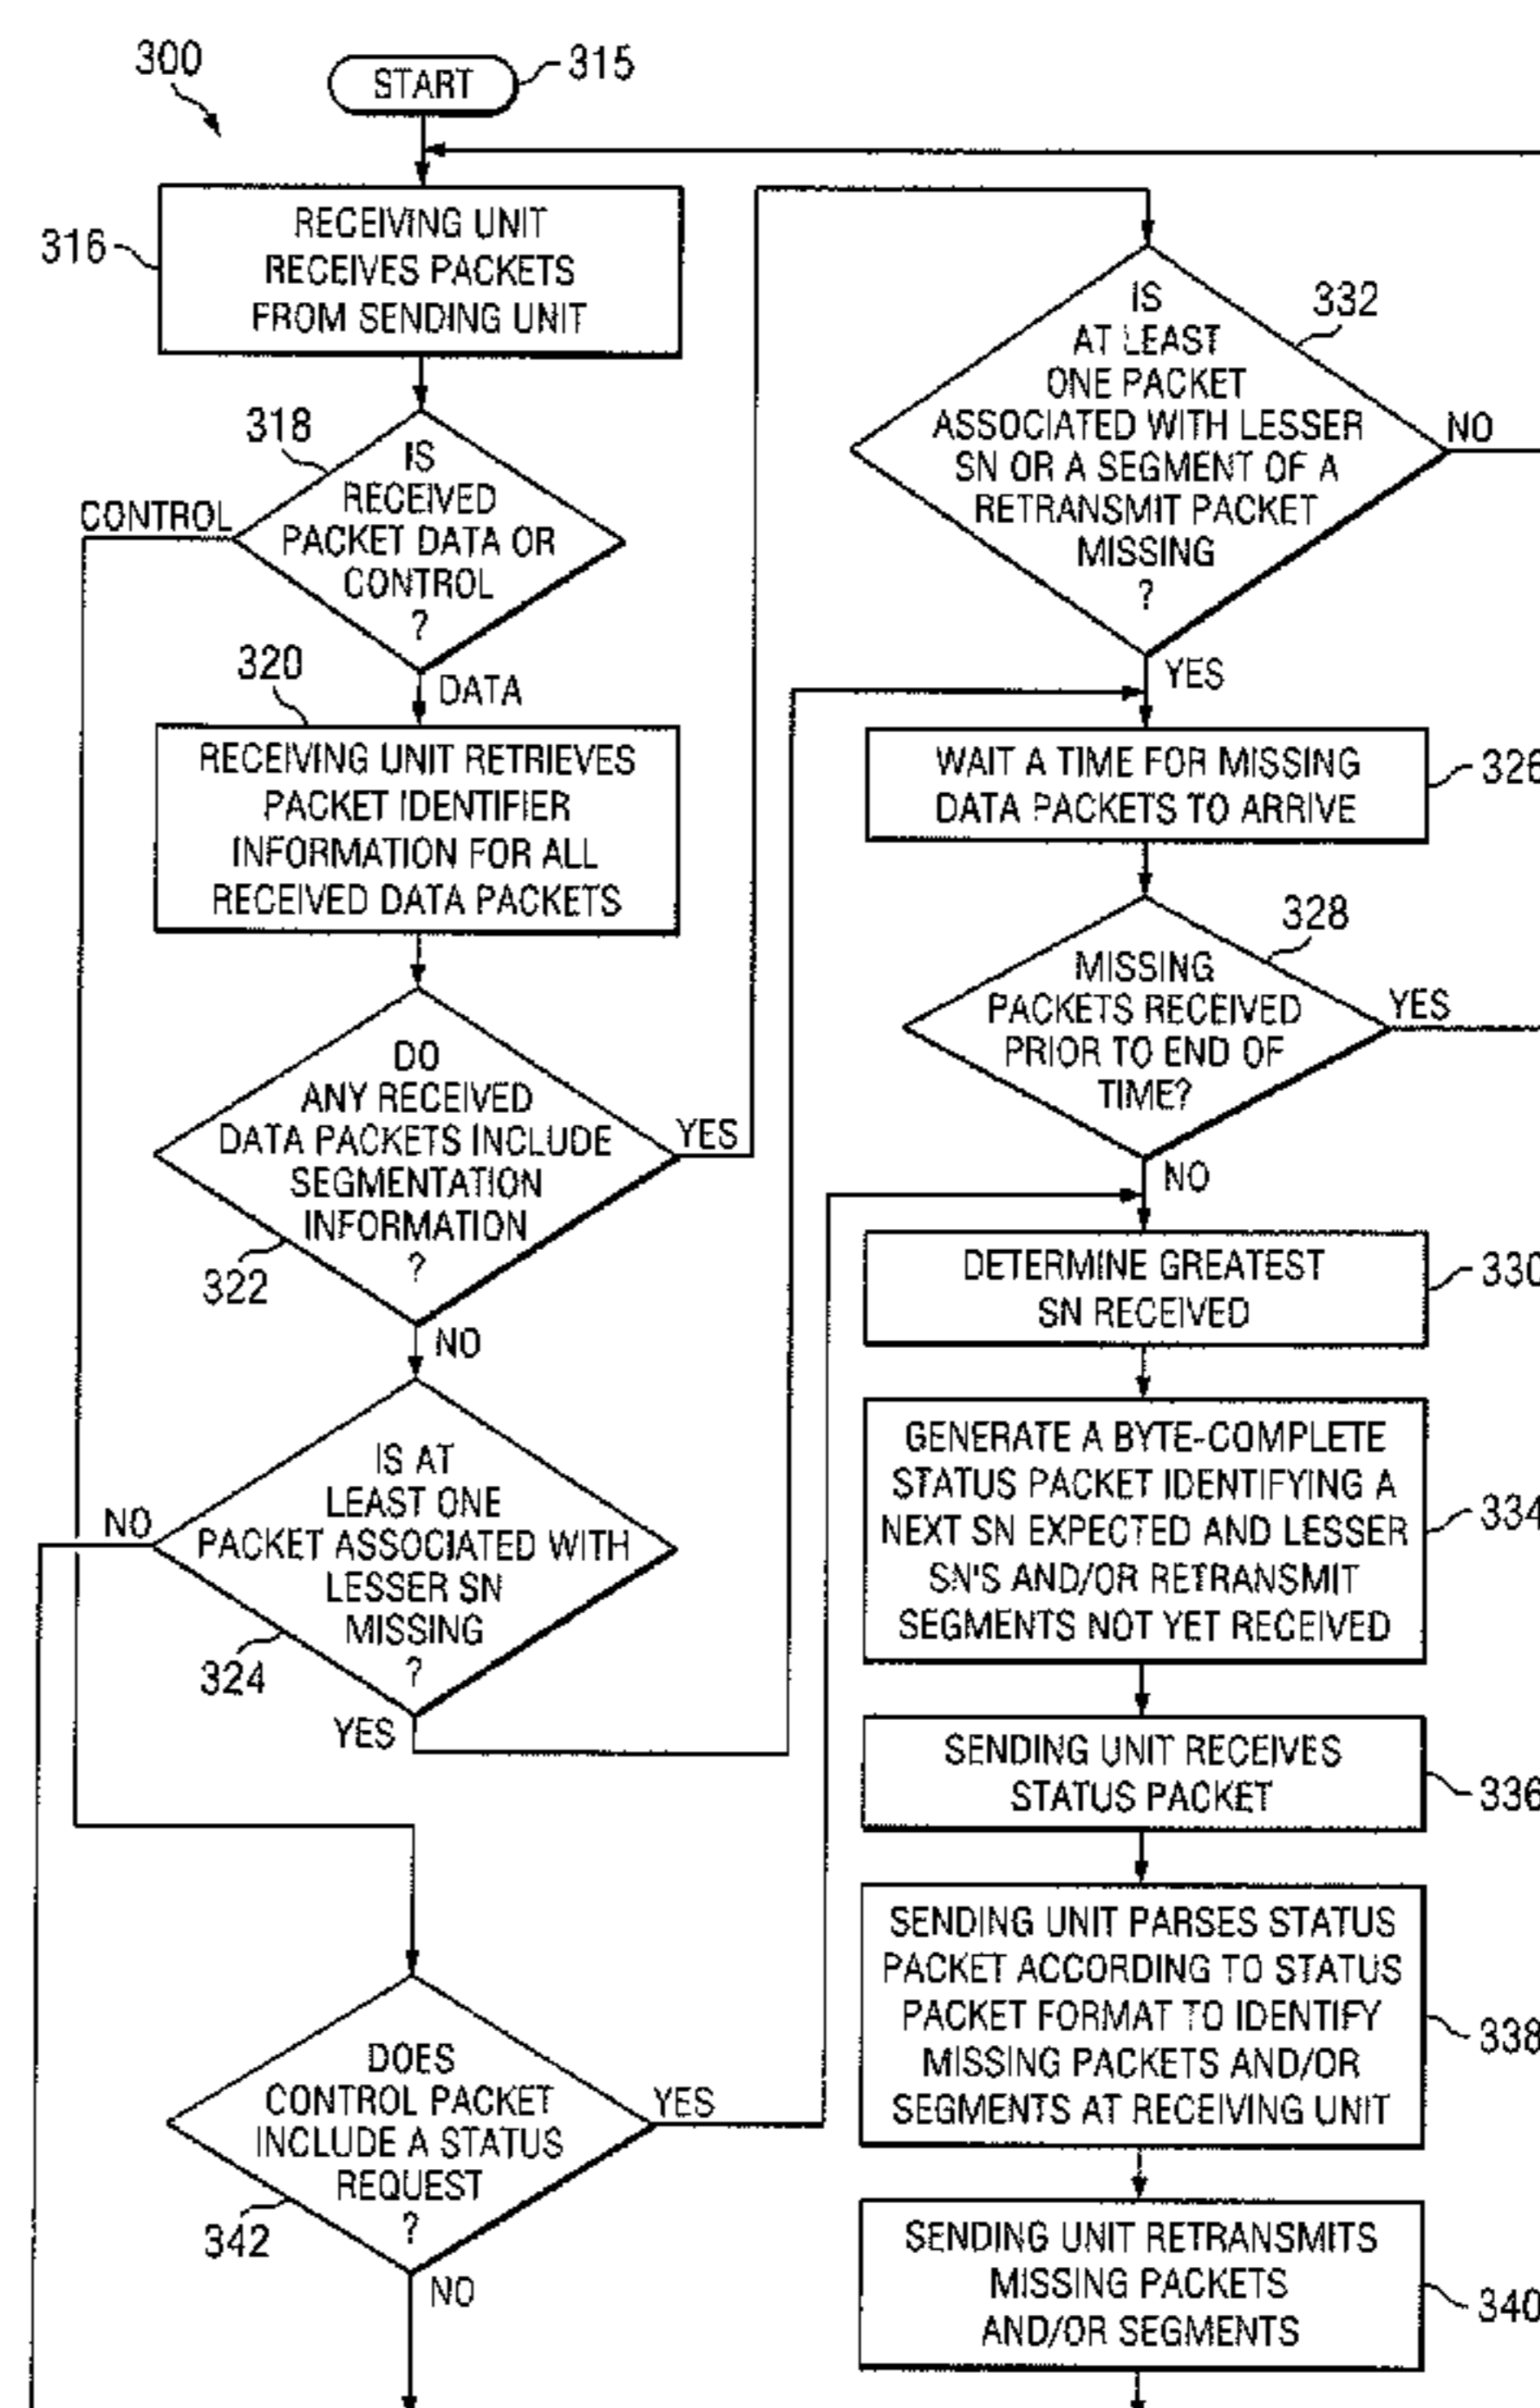 300
START
315
316
RECEIVING UNIT
RECEIVES PACKETS
FROM SENDING UNIT
318
IS
RECEIVED
PACKET DATA OR
CONTROL
?
CONTROL
DATA
320
RECEIVING UNIT RETRIEVES
PACKET IDENTIFIER
INFORMATION FOR ALL
RECEIVED DATA PACKETS
DO
ANY RECEIVED
DATA PACKETS INCLUDE
SEGMENTATION
INFORMATION
?
YES
322
NO
IS AT
LEAST ONE
PACKET ASSOCIATED WITH
LESSER SN
MISSING
?
NO
324
YES
DOES
CONTROL PACKET
INCLUDE A STATUS
REQUEST
?
YES
342
NO
IS
AT LEAST
ONE PACKET
ASSOCIATED WITH LESSER
SN OR A SEGMENT OF A
RETRANSMIT PACKET
MISSING
?
332
NO
YES
WAIT A TIME FOR MISSING
DATA PACKETS TO ARRIVE
326
328
MISSING
PACKETS RECEIVED
PRIOR TO END OF
TIME?
YES
NO
DETERMINE GREATEST
SN RECEIVED
330
GENERATE A BYTE-COMPLETE
STATUS PACKET IDENTIFYING A
NEXT SN EXPECTED AND LESSER
SN'S AND/OR RETRANSMIT
SEGMENTS NOT YET RECEIVED
334
SENDING UNIT RECEIVES
STATUS PACKET
336
SENDING UNIT PARSES STATUS
PACKET ACCORDING TO STATUS
PACKET FORMAT TO IDENTIFY
MISSING PACKETS AND/OR
SEGMENTS AT RECEIVING UNIT
338
SENDING UNIT RETRANSMITS
MISSING PACKETS
AND/OR SEGMENTS
340